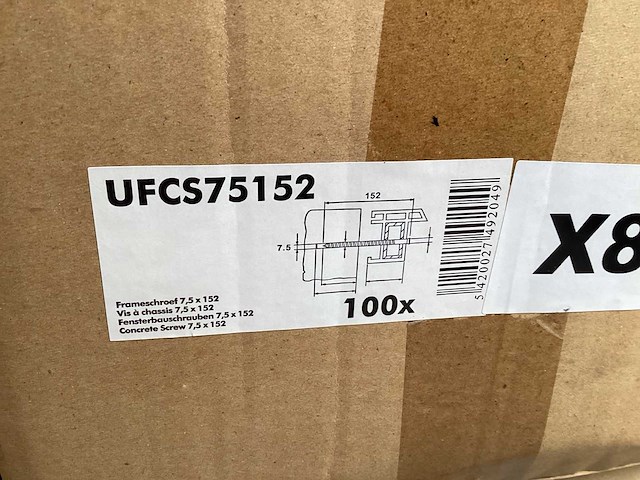 UFCS75152
152
7.5
100x
Frameschroef 7,5 x 152
Vis à chassis 7,5 x 152
Fensterbauschrauben 7,5 x 152
Concrete Screw 7,5 x 152
5420027492049
X8